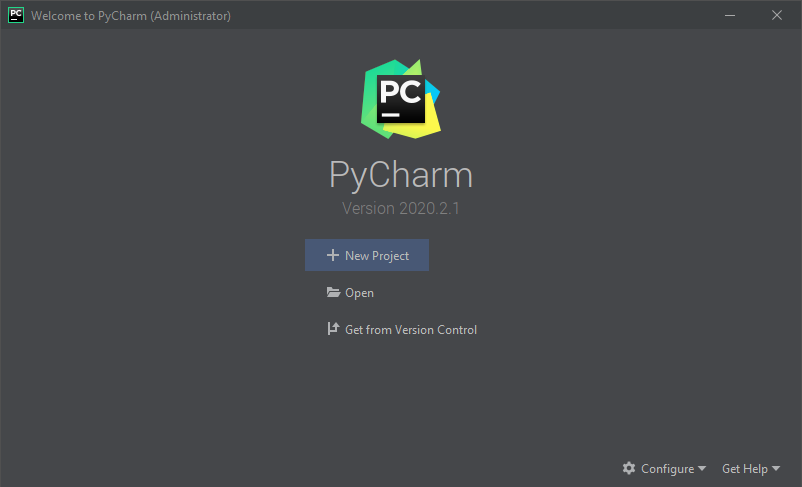 PC Welcome to PyCharm (Administrator)
PC
PyCharm
Version 2020.2.1
New Project
Open
Get from Version Control
Configure Get Help